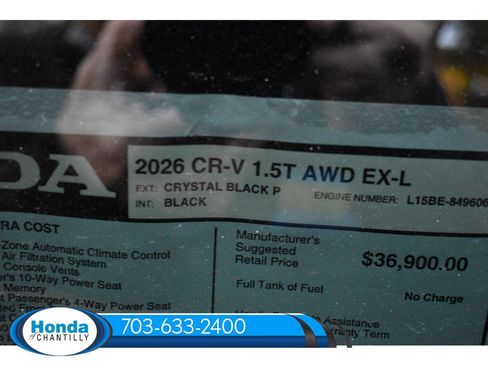 DA
2026 CR-V 1.5T AWD EX-L
EXT: CRYSTAL BLACK P
INT: BLACK
ENGINE NUMBER: L15BE-849606
RA COST
-Zone Automatic Climate Control
Air Filtration System
Console Vents
's 10-Way Power Seat
Memory
Passenger's 4-Way Power Seat
Manufacturer's
Suggested
Retail Price
$36,900.00
Full Tank of Fuel
No Charge
Assistance
Term
Honda
of CHANTILLY
703-633-2400